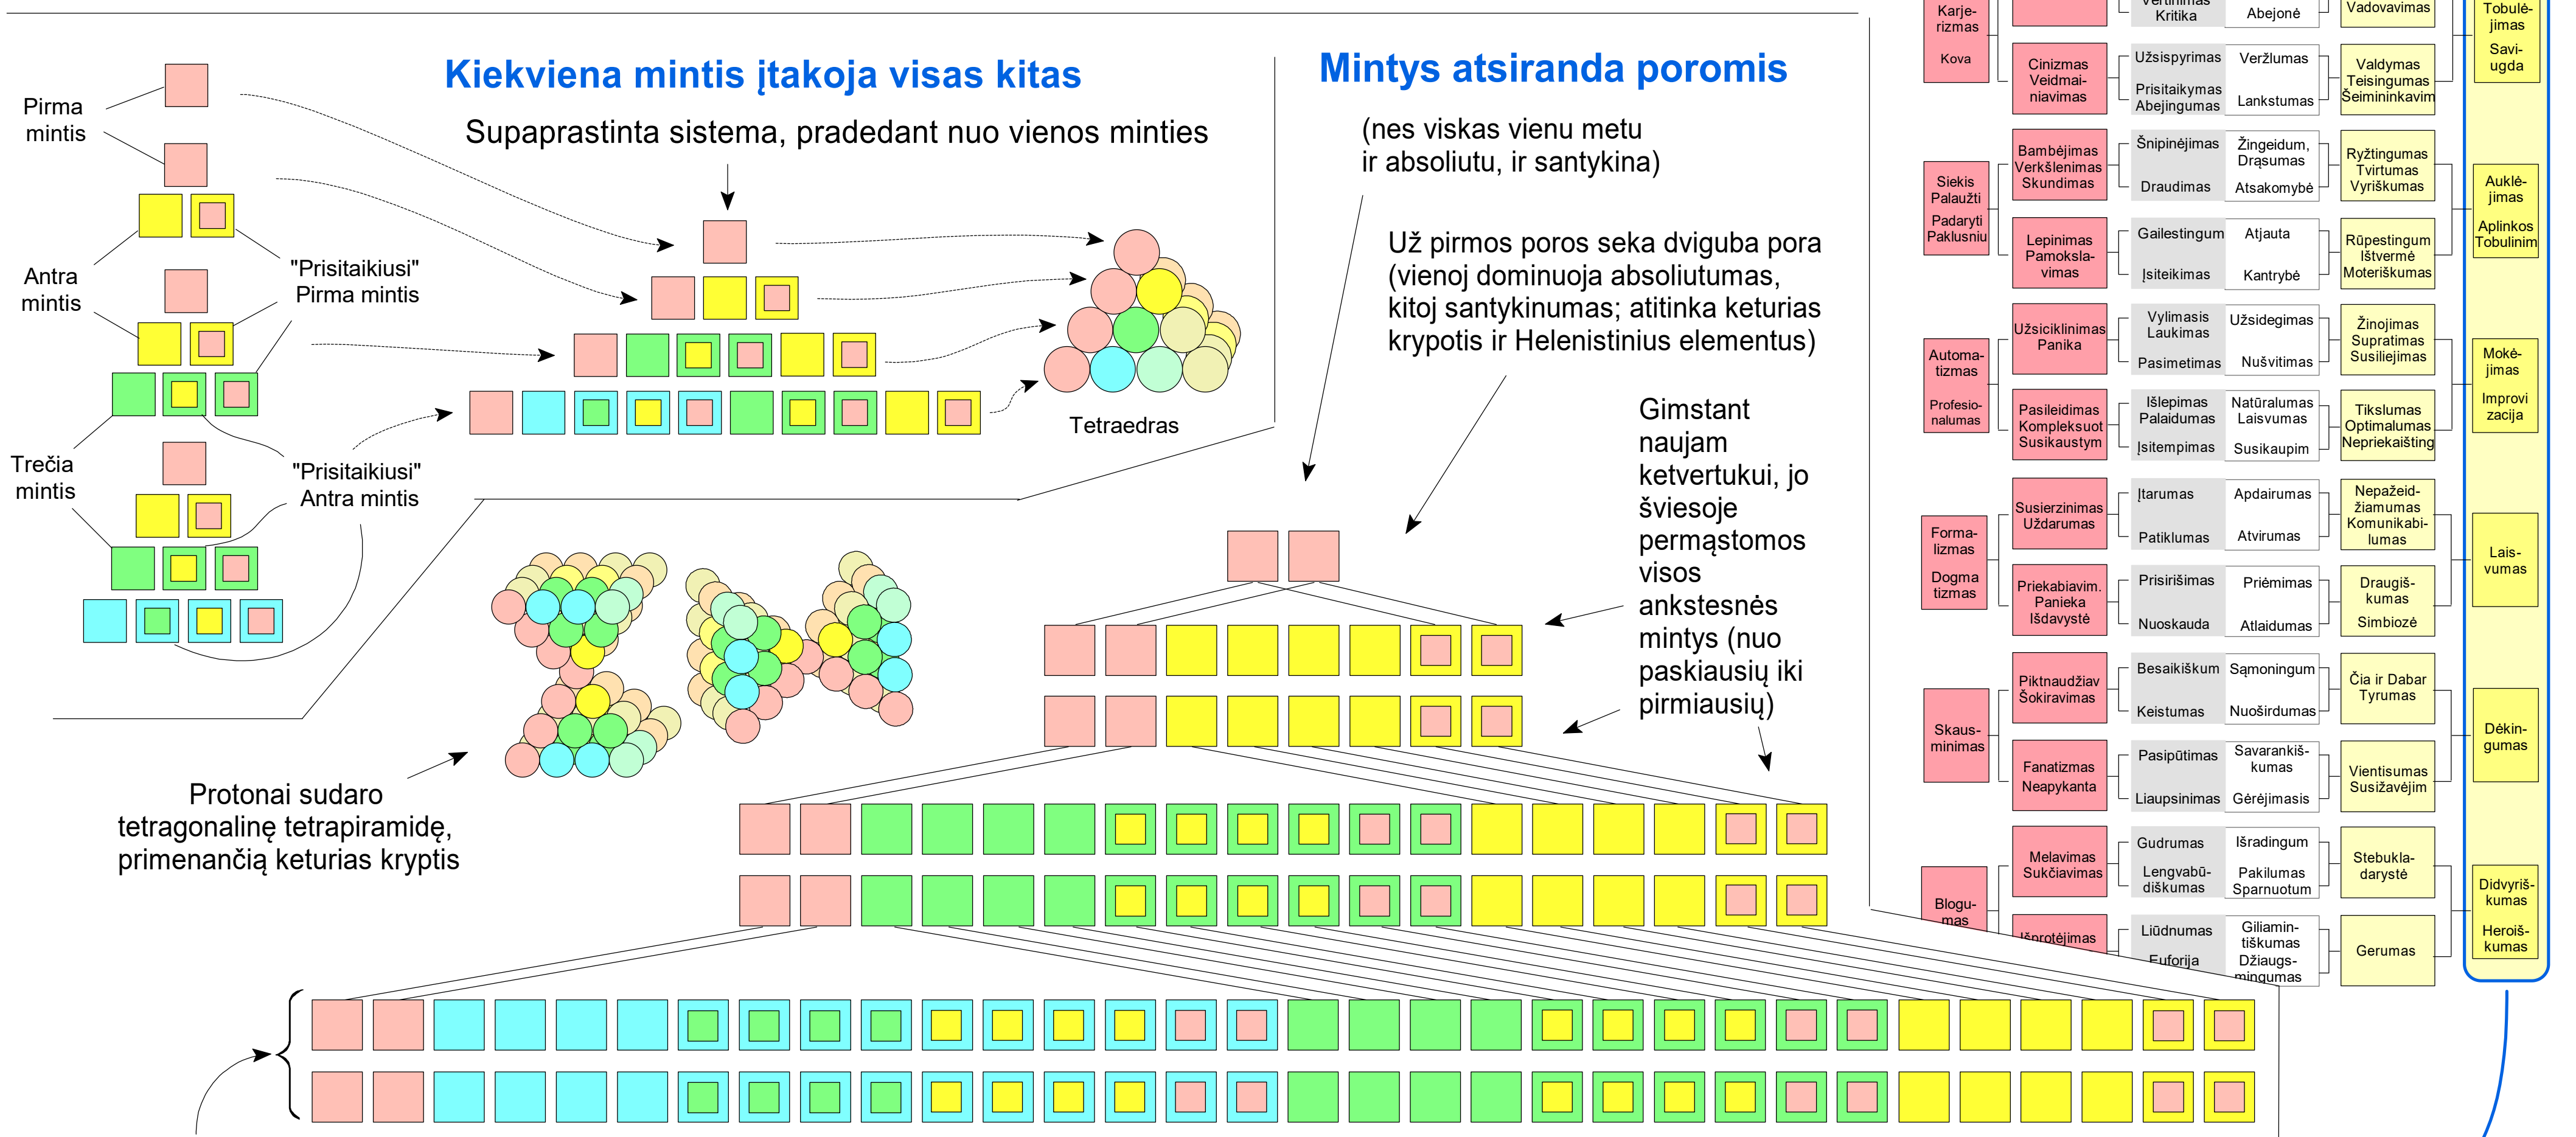 Kiekviena mintis įtakoja visas kitas
Supaprastinta sistema, pradedant nuo vienos minties
Pirma
mintis
Antra
mintis
"Prisitaikiusi"
Pirma mintis
Trečia
mintis
"Prisitaikiusi"
Antra mintis
Tetraedras
Protonai sudaro
tetragonalinę tetrapiramidę,
primenančią keturias kryptis
Mintys atsiranda poromis
(nes viskas vienu metu
ir absoliutu, ir santykina)
Už pirmos poros seka dviguba pora
(vienoj dominuoja absoliutumas,
kitoj santykinumas; atitinka keturias
krypotis ir Helenistinius elementus)
Gimstant
naujam
ketvertukui, jo
šviesoje
permąstomos
visos
ankstesnės
mintys (nuo
paskiausių iki
pirmiausių)
Karje-
rizmas
Kova
Vertinimas
Kritika
Abejonė
Vadovavimas
Tobulė-
jimas
Savi-
ugda
Cinizmas
Veidmai-
niavimas
Užsispyrimas
Prisitaikymas
Abejingumas
Veržlumas
Lankstumas
Valdymas
Teisingumas
Šeimininkavim
Siekis
Palaužti
Padaryti
Paklusniu
Bambėjimas
Verkšlenimas
Skundimas
Šnipinėjimas
Draudimas
Žingeidum,
Drąsumas
Atsakomybė
Ryžtingumas
Tvirtumas
Vyriškumas
Auklė-
jimas
Aplinkos
Tobulinim
Lepinimas
Pamoksla-
vimas
Gailestingum
Įsiteikimas
Atjauta
Kantrybė
Rūpestingum
Ištvermė
Moteriškumas
Automa-
tizmas
Profesio-
nalumas
Užsiciklinimas
Panika
Vylimasis
Laukimas
Pasimetimas
Užsidegimas
Nušvitimas
Žinojimas
Supratimas
Susiliejimas
Mokė-
jimas
Improvi
zacija
Pasileidimas
Kompleksuot
Susikaustym
Išlepimas
Palaidumas
Įsitempimas
Natūralumas
Laisvumas
Susikaupim
Tikslumas
Optimalumas
Nepriekaišting
Forma-
lizmas
Dogma
tizmas
Susierzinimas
Uždarumas
Įtarumas
Patiklumas
Apdairumas
Atvirumas
Nepažeid-
žiamumas
Komunikabi-
lumas
Lais-
vumas
Priekabiavim.
Panieka
Išdavystė
Prisirišimas
Nuoskauda
Priėmimas
Atlaidumas
Draugiš-
kumas
Simbiozė
Skaus-
minimas
Piktnaudžiav
Šokiravimas
Besaikiškum
Keistumas
Sąmoningum
Nuoširdumas
Čia ir Dabar
Tyrumas
Dėkin-
gumas
Fanatizmas
Neapykanta
Pasipūtimas
Liaupsinimas
Savarankiš-
kumas
Gėrėjimasis
Vientisumas
Susižavėjim
Blogu-
mas
Melavimas
Sukčiavimas
Gudrumas
Lengvabū-
diškumas
Išradingum
Pakilumas
Sparnuotum
Stebukla-
darystė
Didvyriš-
kumas
Heroiš-
kumas
Išprotėjimas
Liūdnumas
Euforija
Giliamin-
tiškumas
Džiaugs-
mingumas
Gerumas